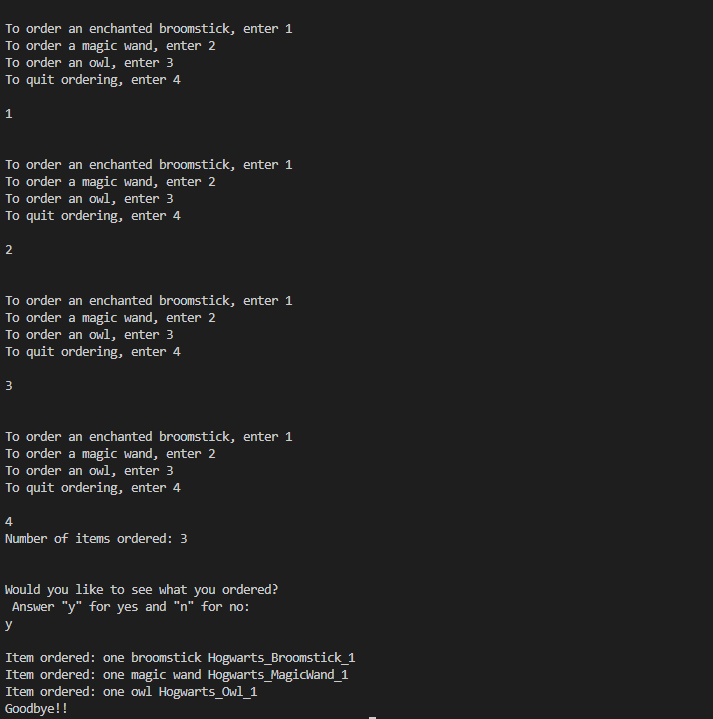 To order an enchanted broomstick, enter 1
To order a magic wand, enter 2
To order an owl, enter 3
To quit ordering, enter 4
1
To order an enchanted broomstick, enter 1
To order a magic wand, enter 2
To order an owl, enter 3
To quit ordering, enter 4
2
To order an enchanted broomstick, enter 1
To order a magic wand, enter 2
To order an owl, enter 3
To quit ordering, enter 4
3
To order an enchanted broomstick, enter 1
To order a magic wand, enter 2
To order an owl, enter 3
To quit ordering, enter 4
4
Number of items ordered: 3
Would you like to see what you ordered?
Answer "y" for yes and "n" for no:
y
Item ordered: one broomstick Hogwarts_Broomstick_1
Item ordered: one magic wand Hogwarts_MagicWand_1
Item ordered: one owl Hogwarts_Owl_1
Goodbye!!